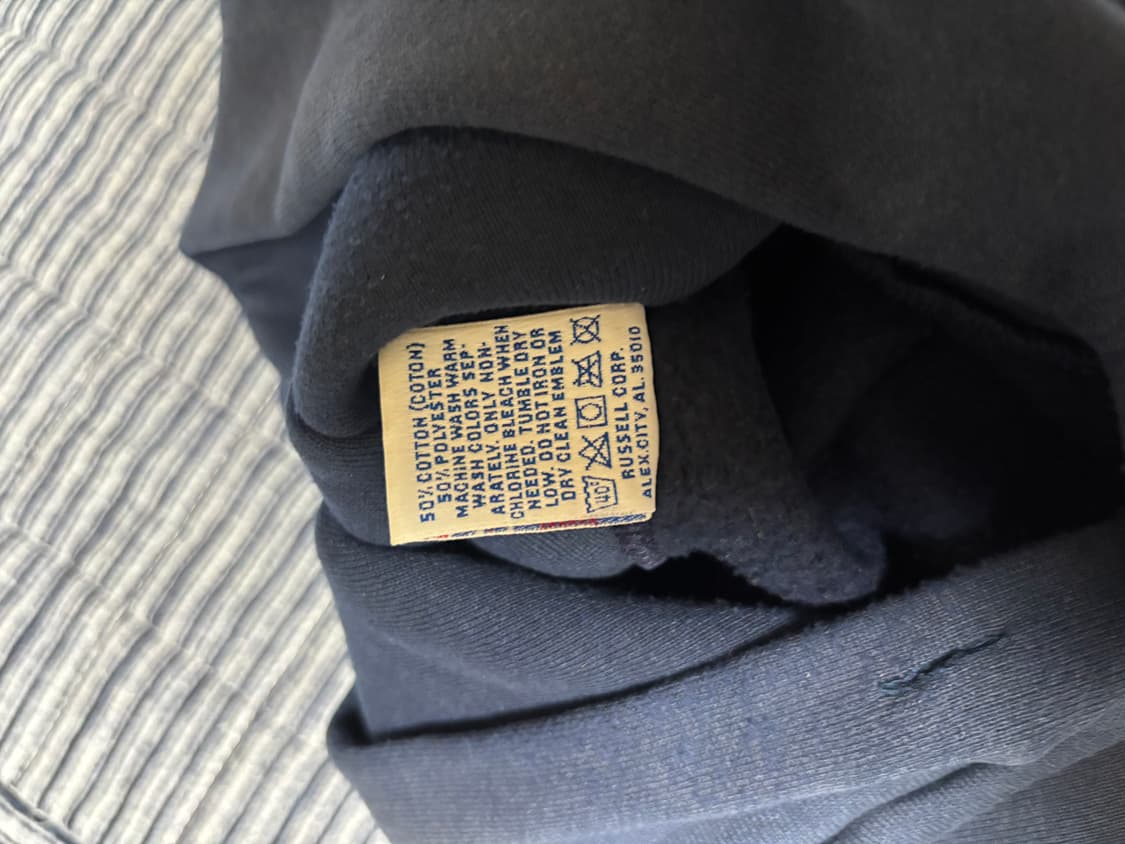 50% COTTON (COTON)
50% POLYESTER
MACHINE WASH WARM
WASH COLORS SEP-
ARATELY. ONLY NON-
CHLORINE BLEACH WHEN
NEEDED. TUMBLE DRY
LOW. DO NOT IRON OR
DRY CLEAN EMBLEM
40°
RUSSELL CORP.
ALEX.CITY, AL. 35010